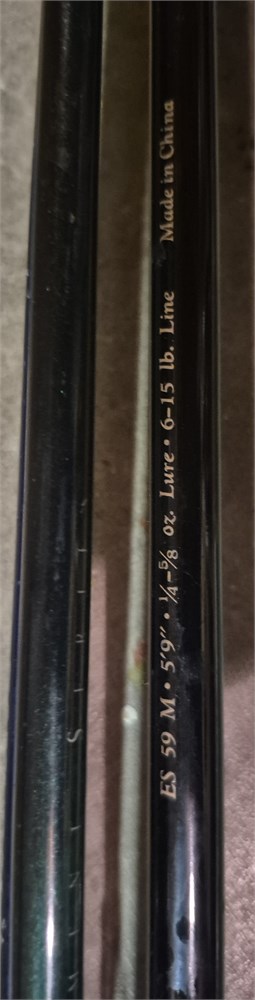 ES 59 M • 5'9" • ¼–⅝ oz. Lure • 6–15 lb. Line Made in China